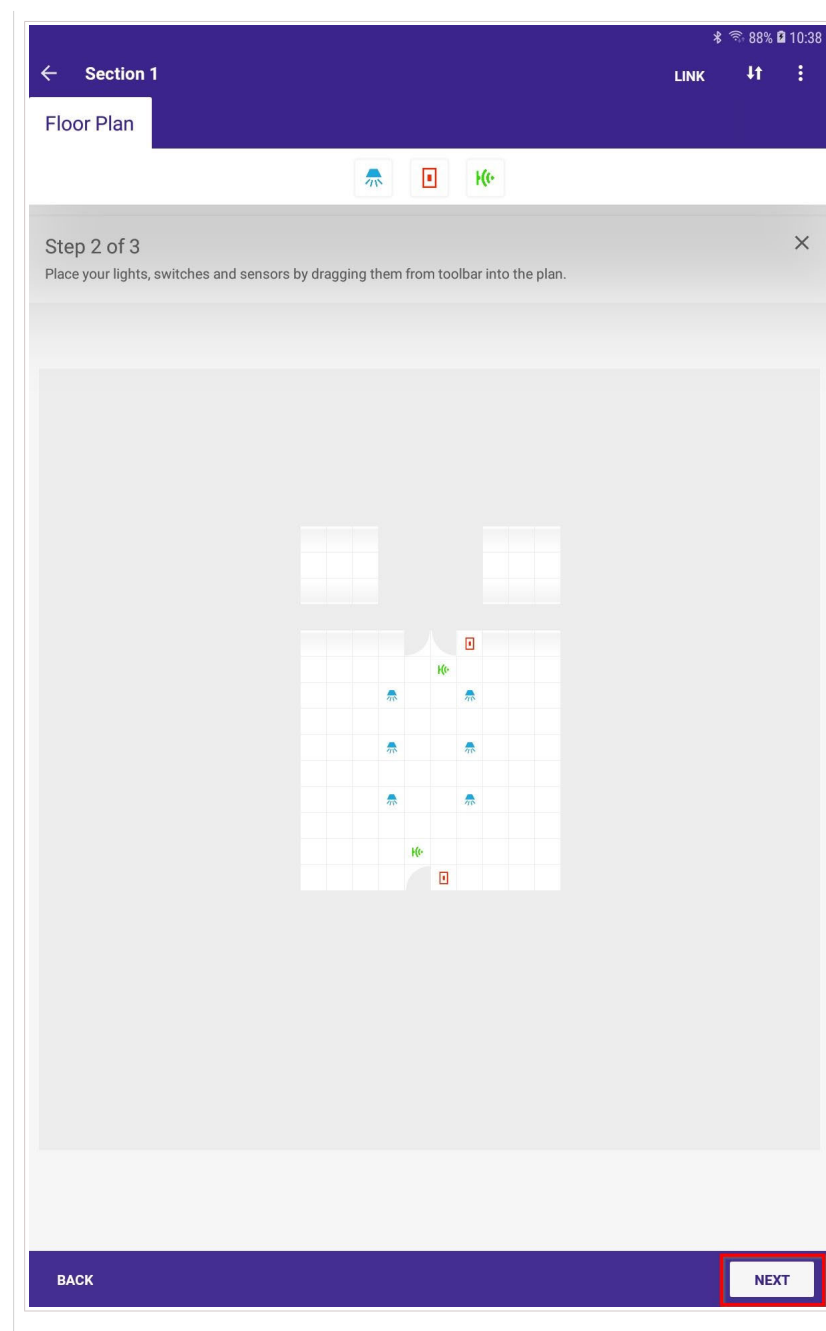 88% 10:38
Section 1 LINK
Floor Plan
Step 2 of 3
Place your lights, switches and sensors by dragging them from toolbar into the plan.
BACK NEXT